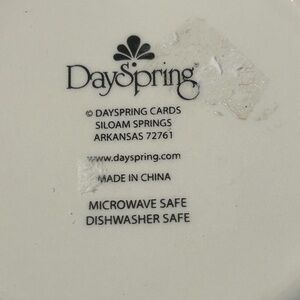 DaySpring
© DAYSPRING CARDS
SILOAM SPRINGS
ARKANSAS 72761
www.dayspring.com
MADE IN CHINA
MICROWAVE SAFE
DISHWASHER SAFE